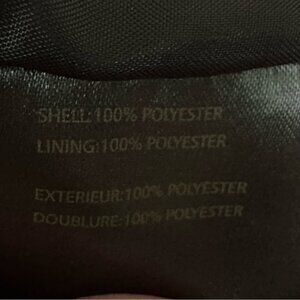 SHELL:100% POLYESTER
LINING:100% POLYESTER
EXTERIEUR:100% POLYESTER
DOUBLURE:100% POLYESTER